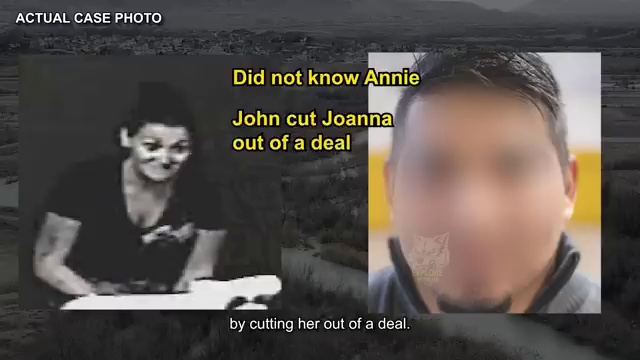 ACTUAL CASE PHOTO
Did not know Annie
John cut Joanna
out of a deal
EXPLORE
by cutting her out of a deal.